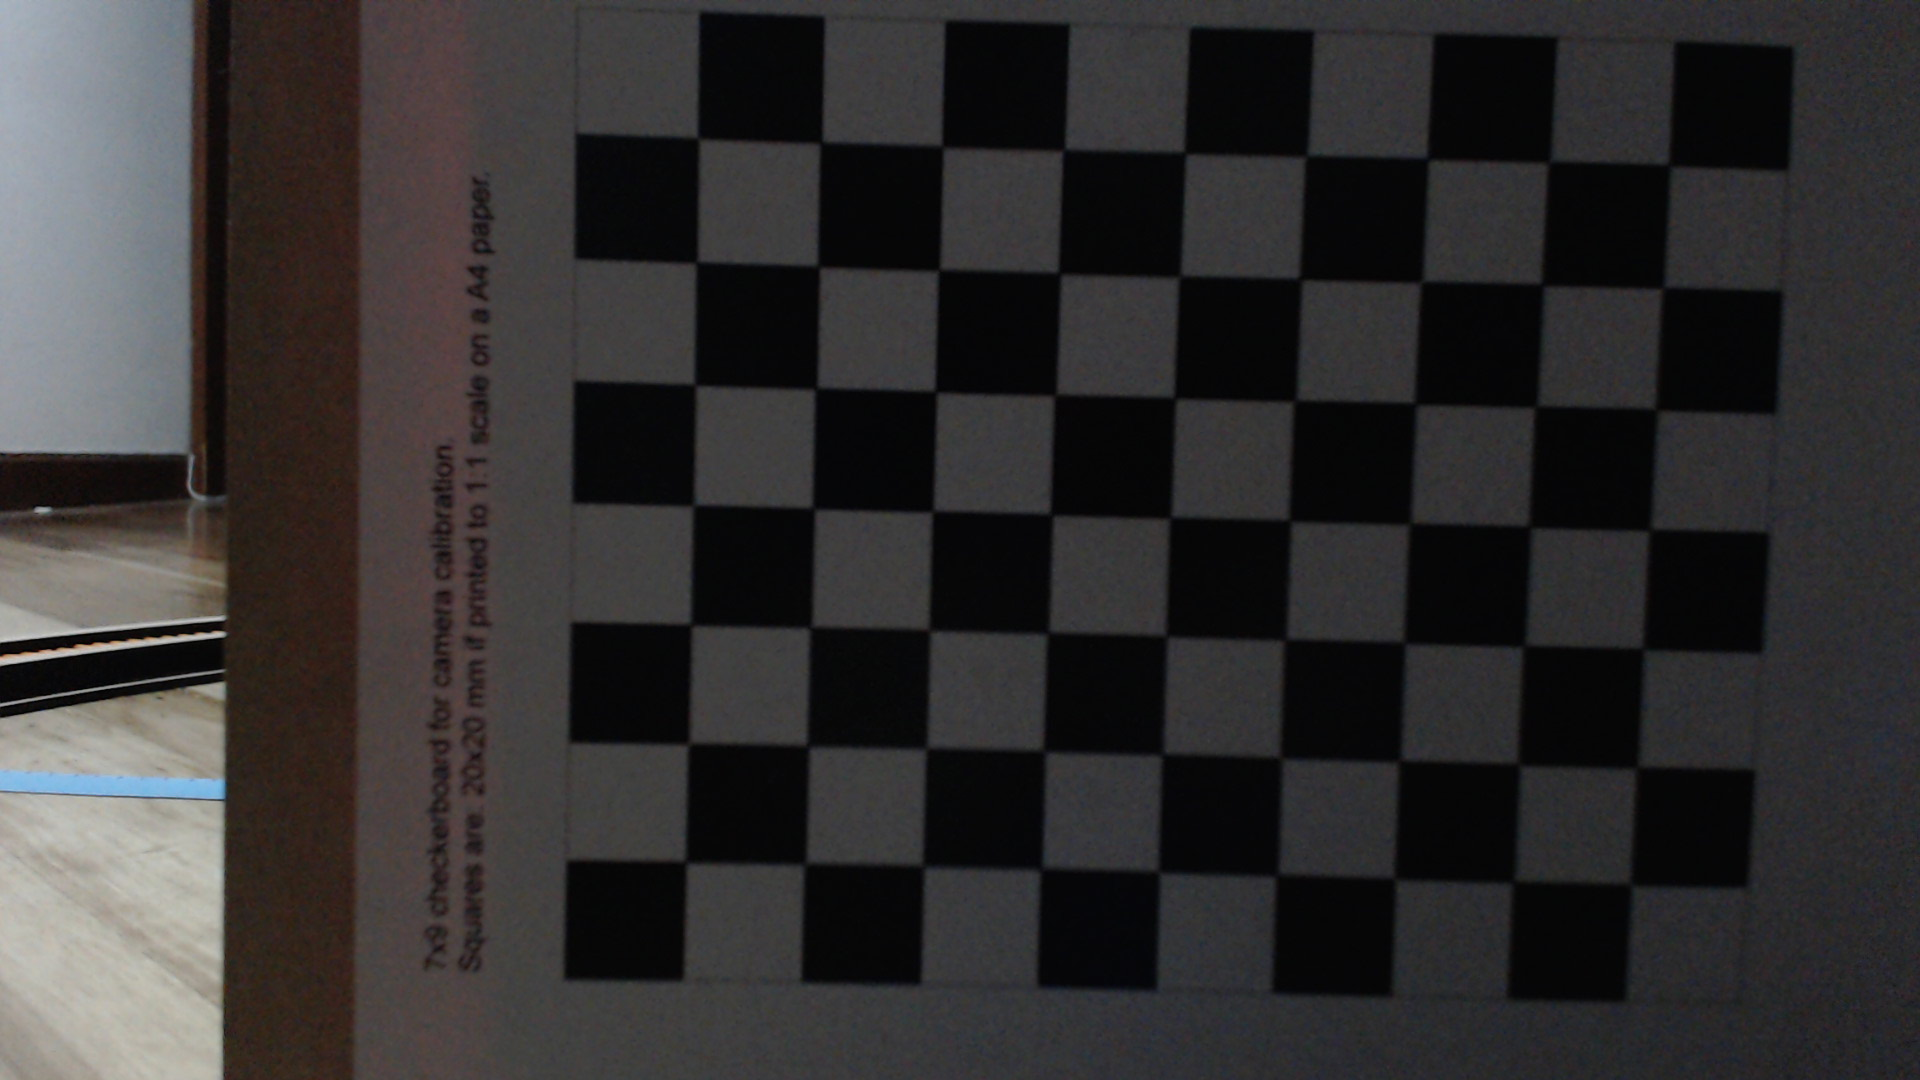 7x9 checkerboard for camera calibration.
Squares are: 20x20 mm if printed to 1:1 scale on a A4 paper.